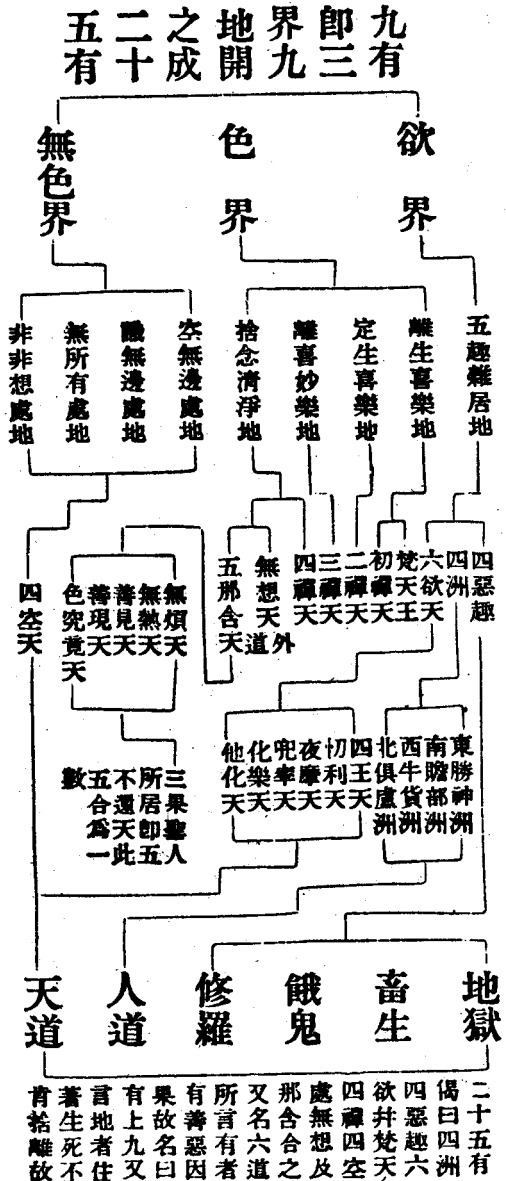 九有
即三
界九
地開
之成
二十
五有
欲界
色界
無色界
五趣雜居地
離生喜樂地
定生喜樂地
離喜妙樂地
捨念清淨地
空無邊處地
識無邊處地
無所有處地
非非想處地
四惡趣
四洲
六欲天
梵天王
初禪天
二禪天
三禪天
四禪天
無想天外道
五那含天
無煩天
無熱天
善見天
善現天
色究竟天
四空天
東勝神洲
南贍部洲
西牛貨洲
北俱盧洲
四王天
忉利天
夜摩天
兜率天
化樂天
他化天
三果聖人
所居即五
不還天此
五合爲一
數
地獄
畜生
餓鬼
修羅
人道
天道
二十五有
偈曰四洲
四惡趣六
欲并梵天
四禪四空
處無想及
那含合之
又名六道
所言有者
有善惡因
果故名曰
有上九又
言地者住
著生死不
肯捨離故